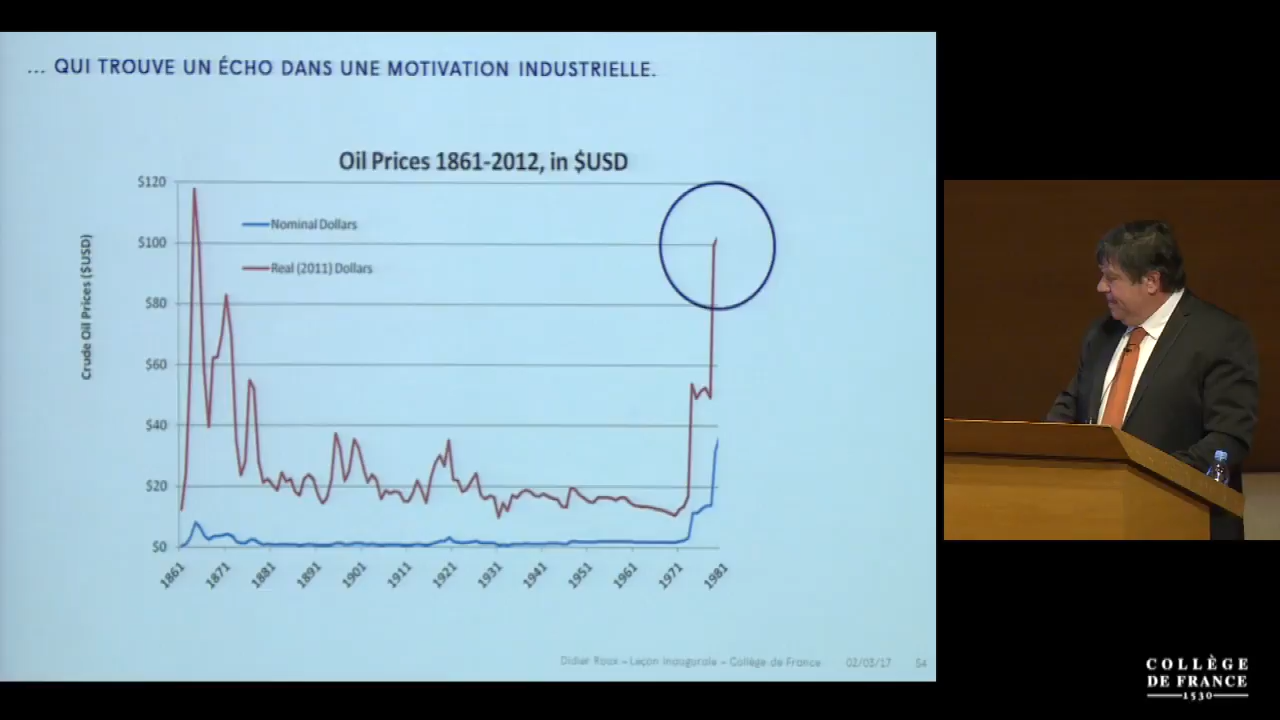 ... QUI TROUVE UN ÉCHO DANS UNE MOTIVATION INDUSTRIELLE.
Oil Prices 1861-2012, in $USD
Crude Oil Prices ($USD)
$120
$100
$80
$60
$40
$20
$0
Nominal Dollars
Real (2011) Dollars
1861 1871 1881 1891 1901 1911 1921 1931 1941 1951 1961 1971 1981
Didier Roux – Leçon Inaugurale – Collège de France 02/03/17 54
COLLÈGE
DE FRANCE
1530